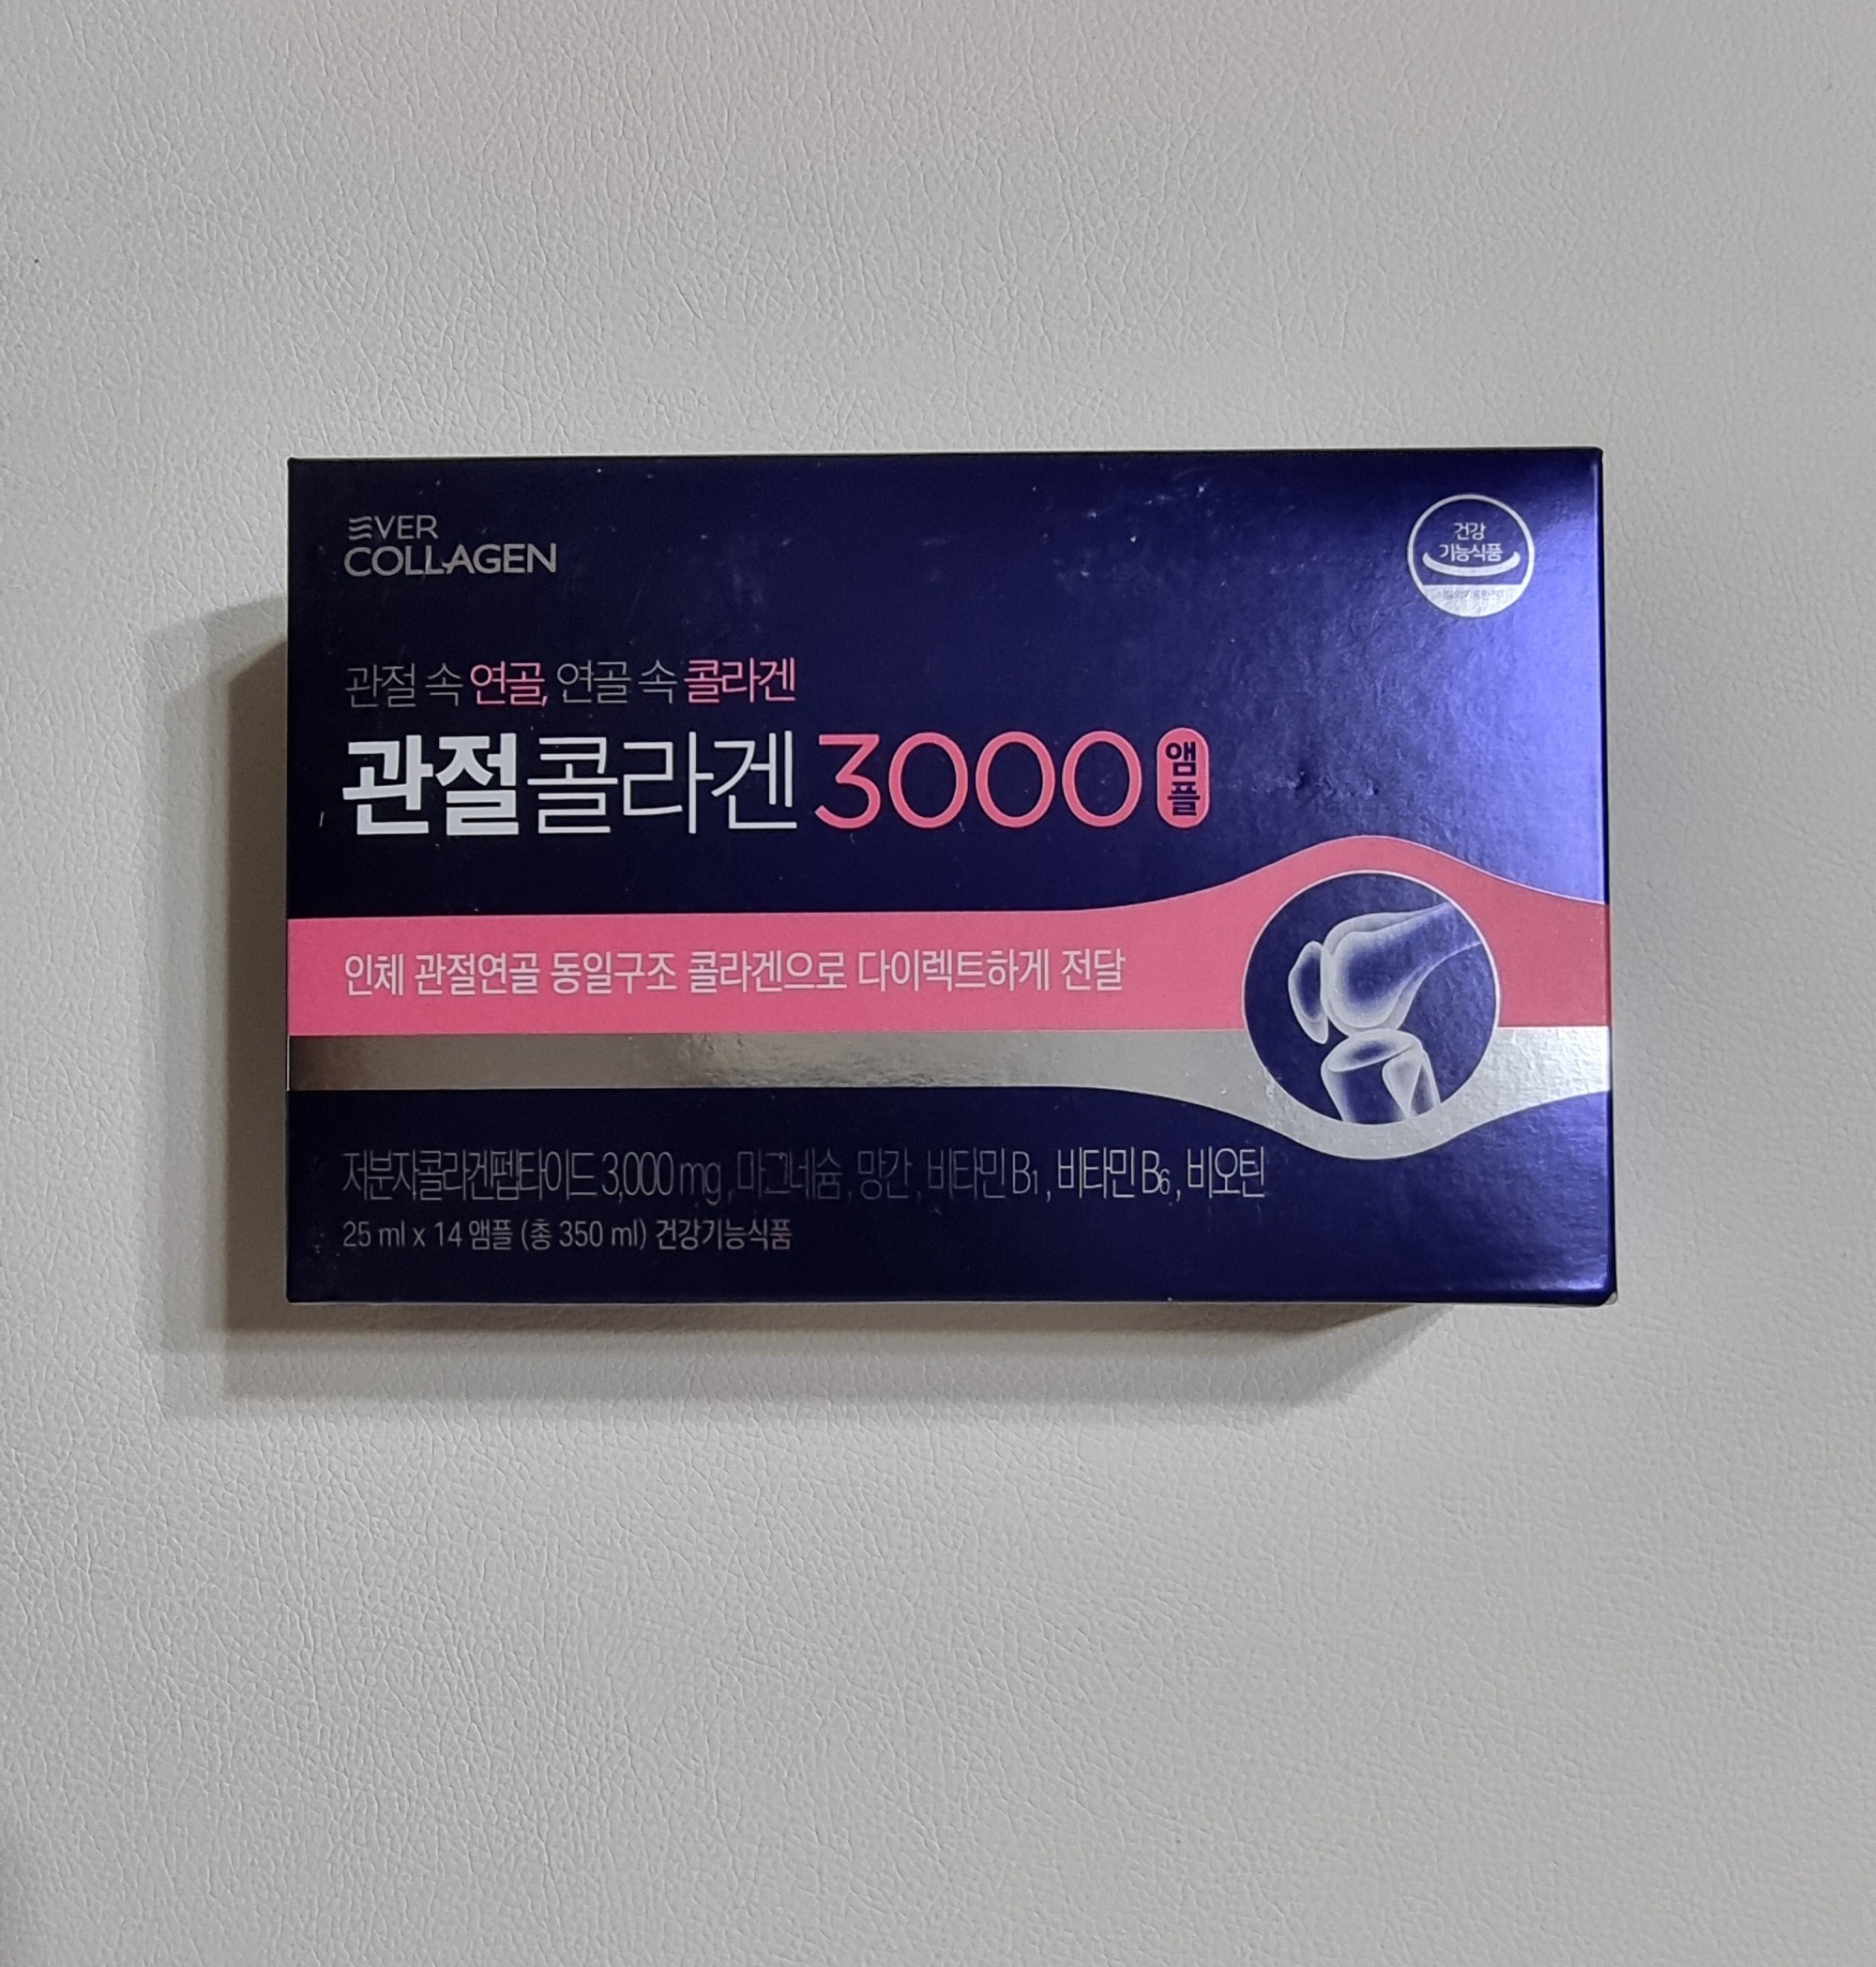 EVER
COLLAGEN
건강
기능식품
관절 속 연골, 연골 속 콜라겐
관절콜라겐 3000 앰플
인체 관절연골 동일구조 콜라겐으로 다이렉트하게 전달
저분자콜라겐펩타이드 3,000 mg, 마그네슘, 망간, 비타민 B₁, 비타민 B₆, 비오틴
25 ml x 14 앰플 (총 350 ml) 건강기능식품